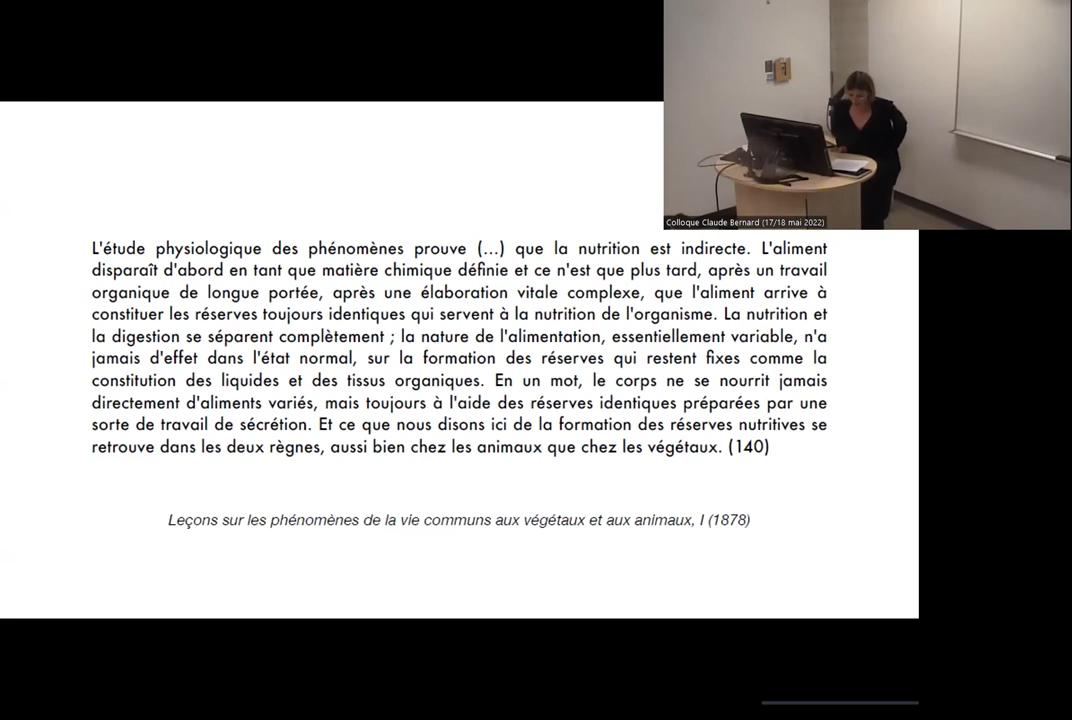 Colloque Claude Bernard (17/18 mai 2022)
L'étude physiologique des phénomènes prouve (...) que la nutrition est indirecte. L'aliment
disparaît d'abord en tant que matière chimique définie et ce n'est que plus tard, après un travail
organique de longue portée, après une élaboration vitale complexe, que l'aliment arrive à
constituer les réserves toujours identiques qui servent à la nutrition de l'organisme. La nutrition et
la digestion se séparent complètement ; la nature de l'alimentation, essentiellement variable, n'a
jamais d'effet dans l'état normal, sur la formation des réserves qui restent fixes comme la
constitution des liquides et des tissus organiques. En un mot, le corps ne se nourrit jamais
directement d'aliments variés, mais toujours à l'aide des réserves identiques préparées par une
sorte de travail de sécrétion. Et ce que nous disons ici de la formation des réserves nutritives se
retrouve dans les deux règnes, aussi bien chez les animaux que chez les végétaux. (140)
Leçons sur les phénomènes de la vie communs aux végétaux et aux animaux, I (1878)